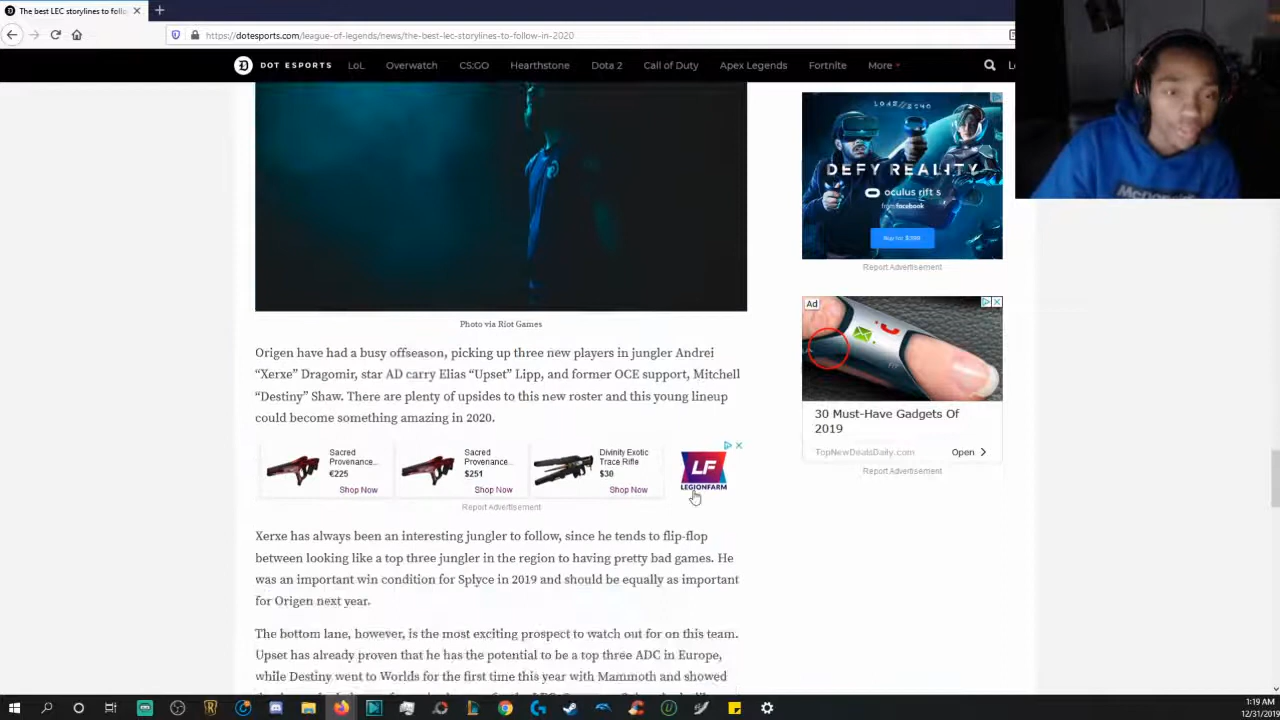 The best LEC storylines to follo
https://dotesports.com/league-of-legends/news/the-best-lec-storylines-to-follow-in-2020
DOT ESPORTS LoL Overwatch CS:GO Hearthstone Dota 2 Call of Duty Apex Legends Fortnite More
DEFY REALITY
oculus rift s
from facebook
Report Advertisement
Photo via Riot Games
Origen have had a busy offseason, picking up three new players in jungler Andrei
“Xerxe” Dragomir, star AD carry Elias “Upset” Lipp, and former OCE support, Mitchell
“Destiny” Shaw. There are plenty of upsides to this new roster and this young lineup
could become something amazing in 2020.
Sacred
Provenance...
€225
Shop Now
Sacred
Provenance...
$251
Shop Now
Divinity Exotic
Trace Rifle
$30
Shop Now
LF
LEGIONFARM
Report Advertisement
Ad
30 Must-Have Gadgets Of
2019
TopNewDealsDaily.com Open
Report Advertisement
Xerxe has always been an interesting jungler to follow, since he tends to flip-flop
between looking like a top three jungler in the region to having pretty bad games. He
was an important win condition for Splyce in 2019 and should be equally as important
for Origen next year.
The bottom lane, however, is the most exciting prospect to watch out for on this team.
Upset has already proven that he has the potential to be a top three ADC in Europe,
while Destiny went to Worlds for the first time this year with Mammoth and showed
1:19 AM
12/31/2019